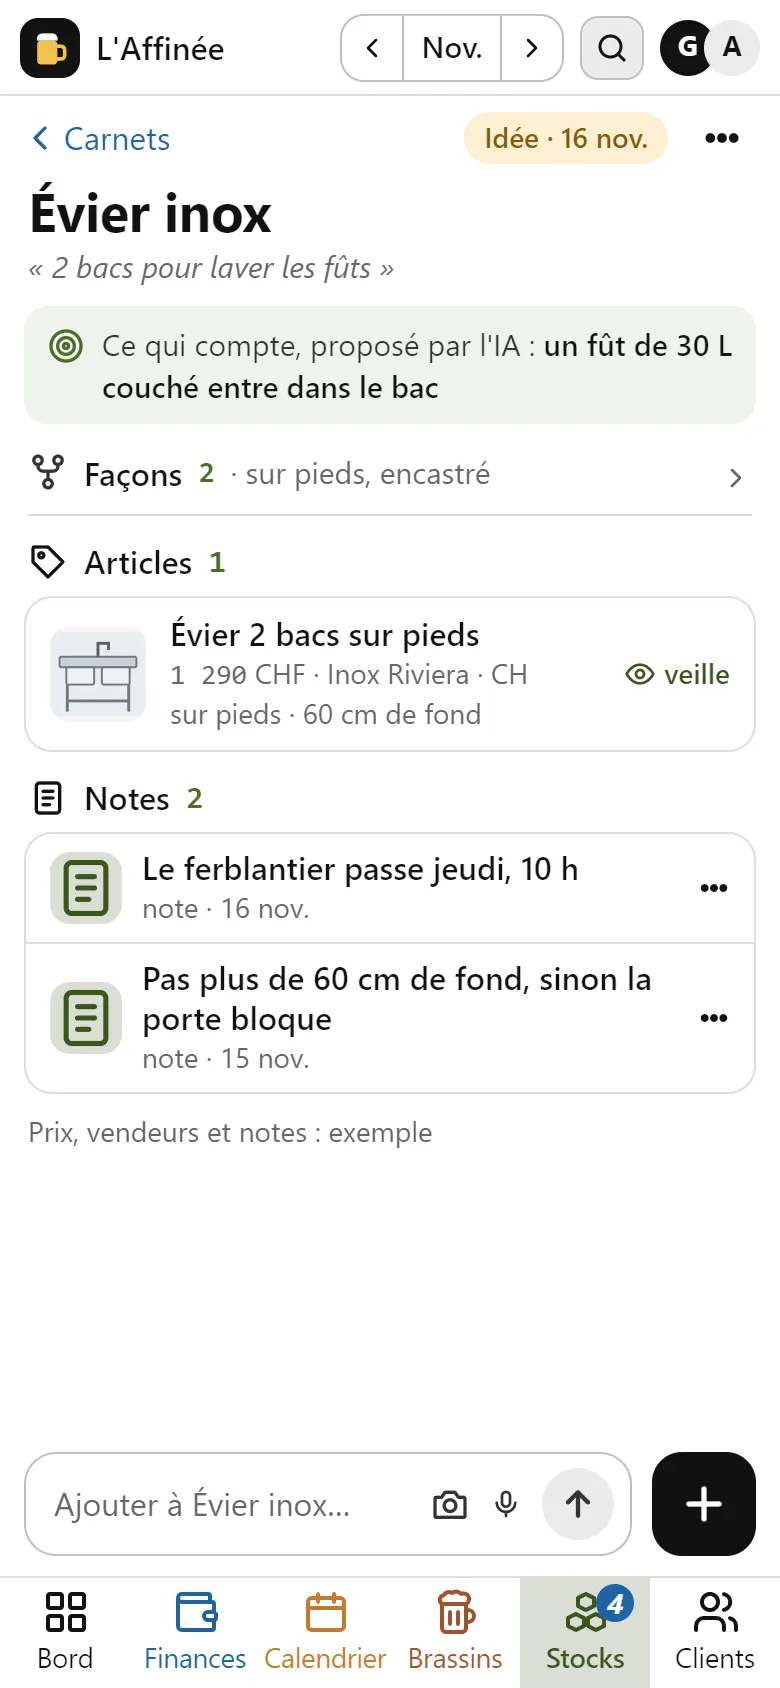 L'Affinée
Nov.
G
A
Carnets
Idée · 16 nov.
Évier inox
« 2 bacs pour laver les fûts »
Ce qui compte, proposé par l'IA : un fût de 30 L
couché entre dans le bac
Façons 2 · sur pieds, encastré
Articles 1
Évier 2 bacs sur pieds
1 290 CHF · Inox Riviera · CH
veille
sur pieds · 60 cm de fond
Notes 2
Le ferblantier passe jeudi, 10 h
note · 16 nov.
Pas plus de 60 cm de fond, sinon la
porte bloque
note · 15 nov.
Prix, vendeurs et notes : exemple
Ajouter à Évier inox...
4
Bord
Finances
Calendrier
Brassins
Stocks
Clients